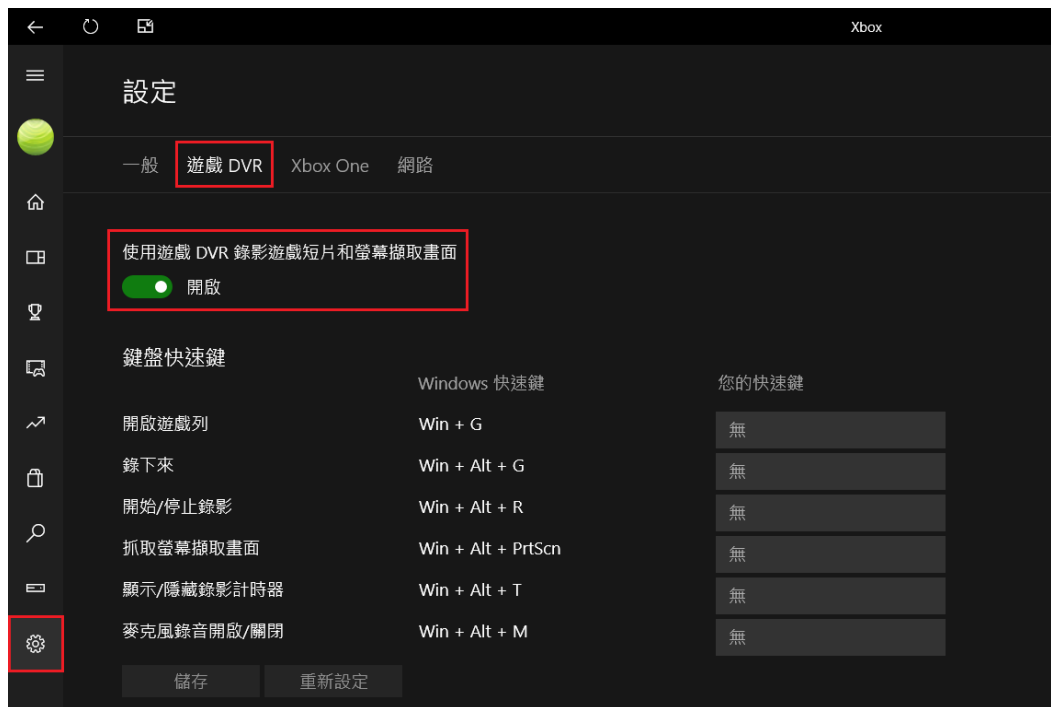 Xbox
設定
一般 遊戲 DVR Xbox One 網路
使用遊戲 DVR 錄影遊戲短片和螢幕擷取畫面
開啟
鍵盤快速鍵
Windows 快速鍵 您的快速鍵
開啟遊戲列 Win + G 無
錄下來 Win + Alt + G 無
開始/停止錄影 Win + Alt + R 無
抓取螢幕擷取畫面 Win + Alt + PrtScn 無
顯示/隱藏錄影計時器 Win + Alt + T 無
麥克風錄音開啟/關閉 Win + Alt + M 無
儲存 重新設定